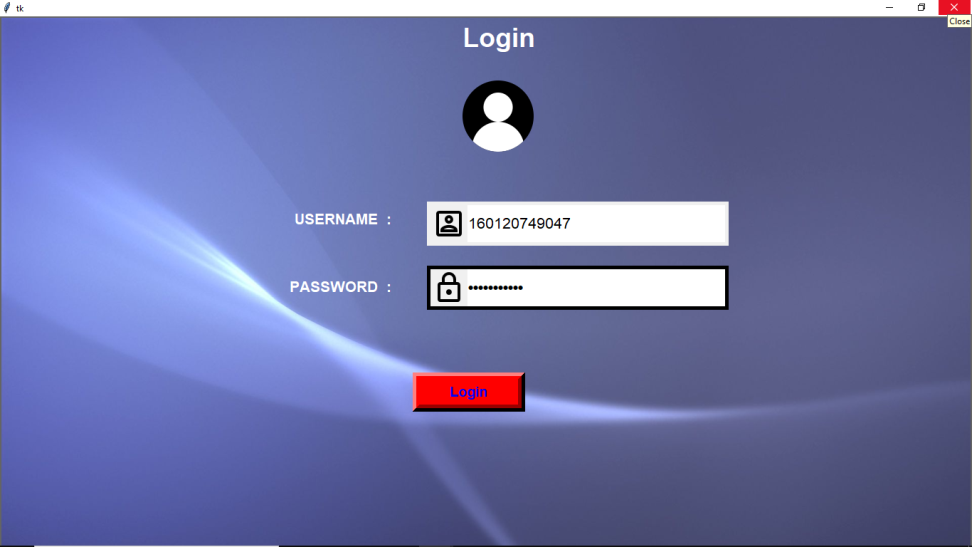 tk
Close
Login
USERNAME :
160120749047
PASSWORD :
•••••••••••
Login